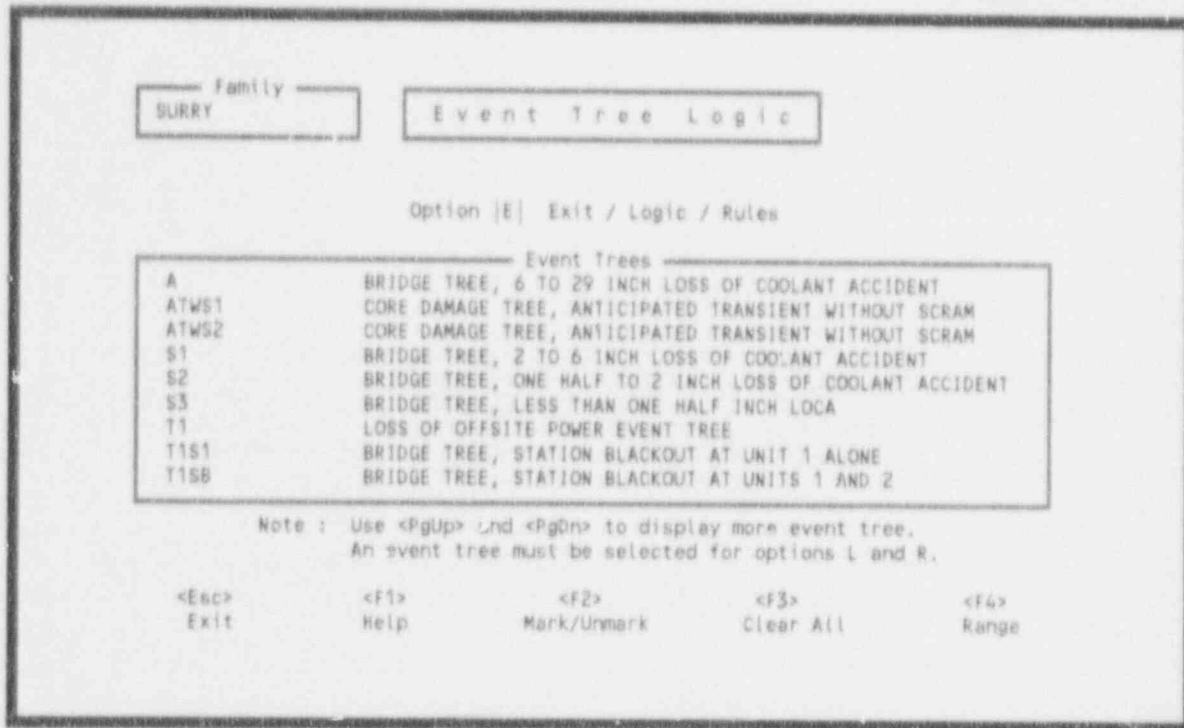 Family
SURRY
Event Tree Logic
Option |E| Exit / Logic / Rules
Event Trees
A BRIDGE TREE, 6 TO 29 INCH LOSS OF COOLANT ACCIDENT
ATWS1 CORE DAMAGE TREE, ANTICIPATED TRANSIENT WITHOUT SCRAM
ATWS2 CORE DAMAGE TREE, ANTICIPATED TRANSIENT WITHOUT SCRAM
S1 BRIDGE TREE, 2 TO 6 INCH LOSS OF COOLANT ACCIDENT
S2 BRIDGE TREE, ONE HALF TO 2 INCH LOSS OF COOLANT ACCIDENT
S3 BRIDGE TREE, LESS THAN ONE HALF INCH LOCA
T1 LOSS OF OFFSITE POWER EVENT TREE
T1S1 BRIDGE TREE, STATION BLACKOUT AT UNIT 1 ALONE
T1SB BRIDGE TREE, STATION BLACKOUT AT UNITS 1 AND 2
Note : Use <PgUp> and <PgDn> to display more event tree.
An event tree must be selected for options L and R.
<Esc> <F1> <F2> <F3> <F4>
Exit Help Mark/Unmark Clear All Range